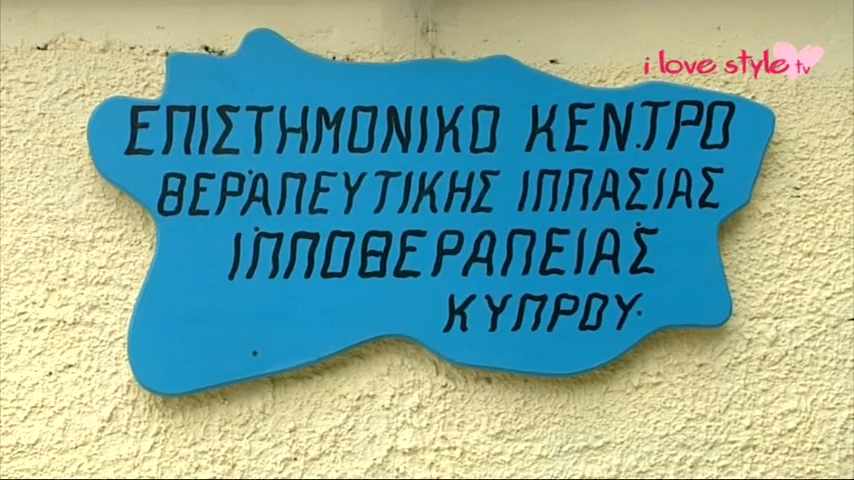 i love style tv
ΕΠΙΣΤΗΜΟΝΙΚΟ ΚΕΝΤΡΟ
ΘΕΡΑΠΕΥΤΙΚΗΣ ΙΠΠΑΣΙΑΣ
ΙΠΠΟΘΕΡΑΠΕΙΑΣ
ΚΥΠΡΟΥ